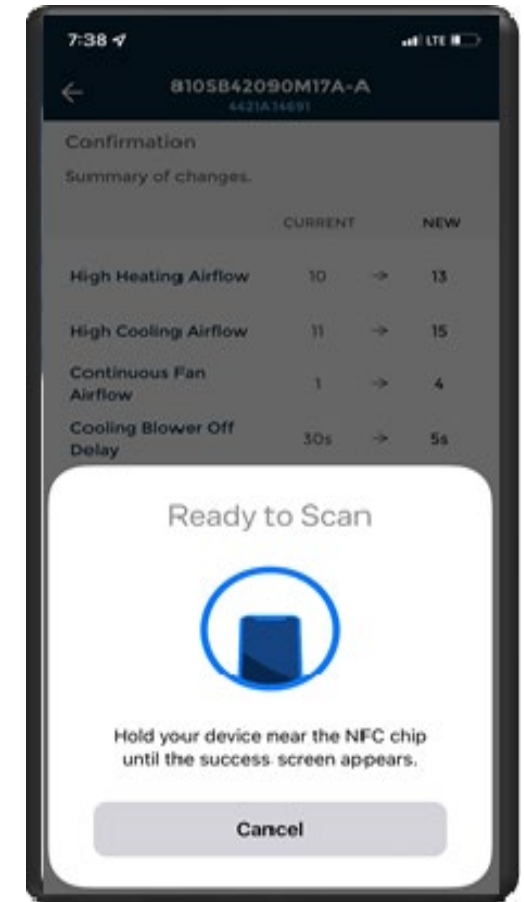 7:38
LTE
810SB42090M17A-A
4421A14691
Confirmation
Summary of changes.
CURRENT NEW
High Heating Airflow 10 → 13
High Cooling Airflow 11 → 15
Continuous Fan
Airflow 1 → 4
Cooling Blower Off
Delay 30s → 5s
Ready to Scan
Hold your device near the NFC chip
until the success screen appears.
Cancel